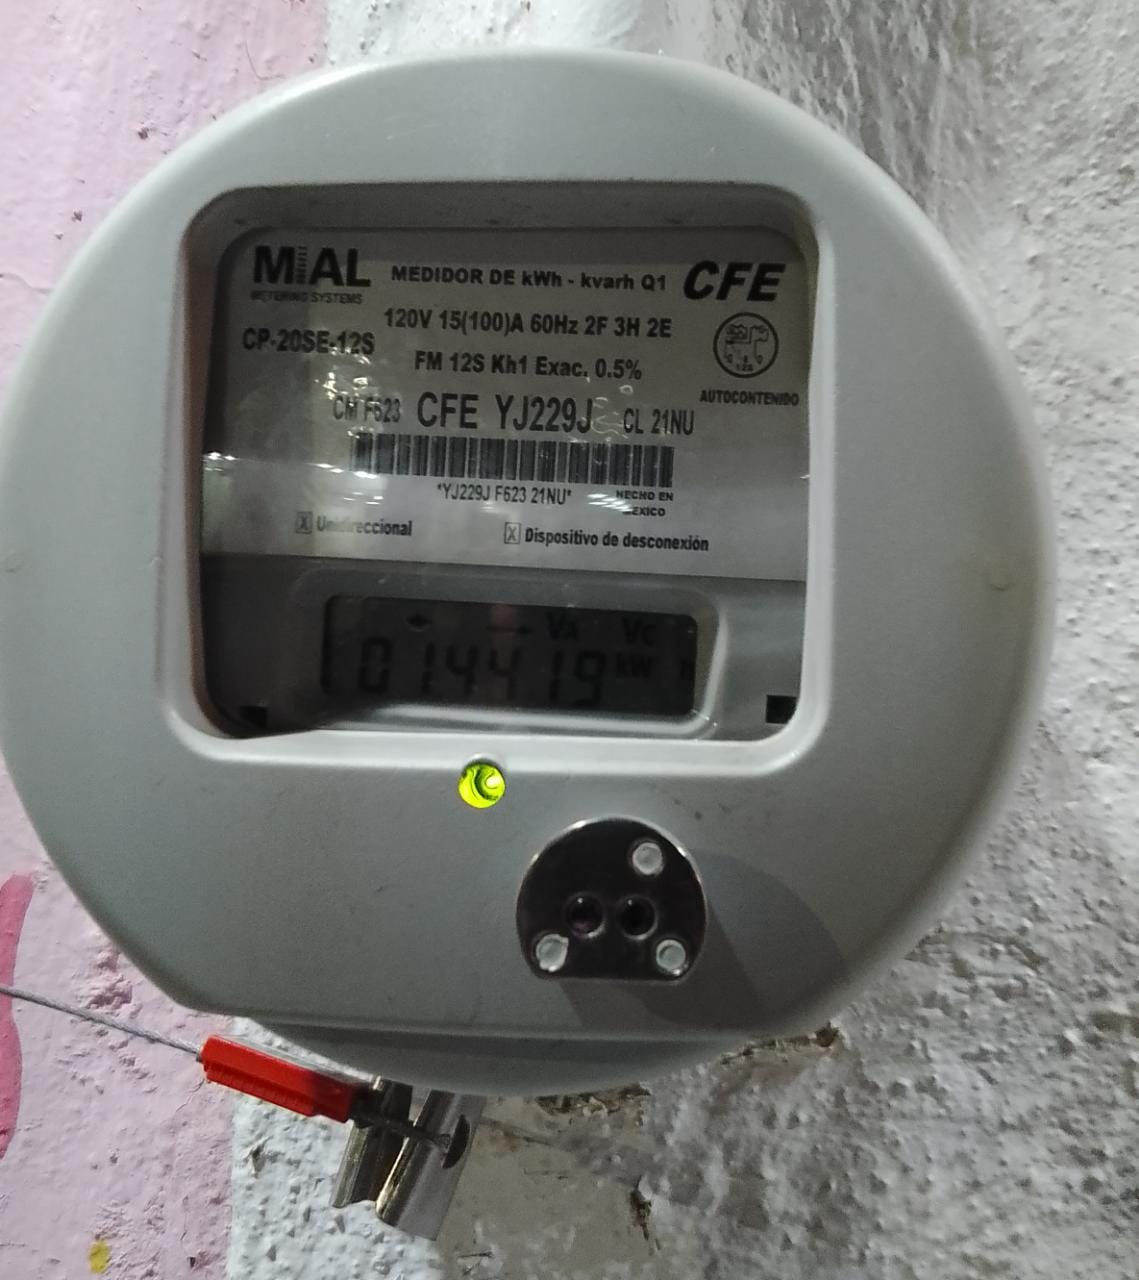 MIAL
METERING SYSTEMS
MEDIDOR DE kWh - kvarh Q1
CFE
120V 15(100)A 60Hz 2F 3H 2E
CP-20SE-12S
FM 12S Kh1 Exac. 0.5%
AUTOCONTENIDO
CM F623 CFE YJ229J CL 21NU
*YJ229J F623 21NU*
HECHO EN
MEXICO
X Unidireccional
X Dispositivo de desconexión
VA VC
014419 kW h